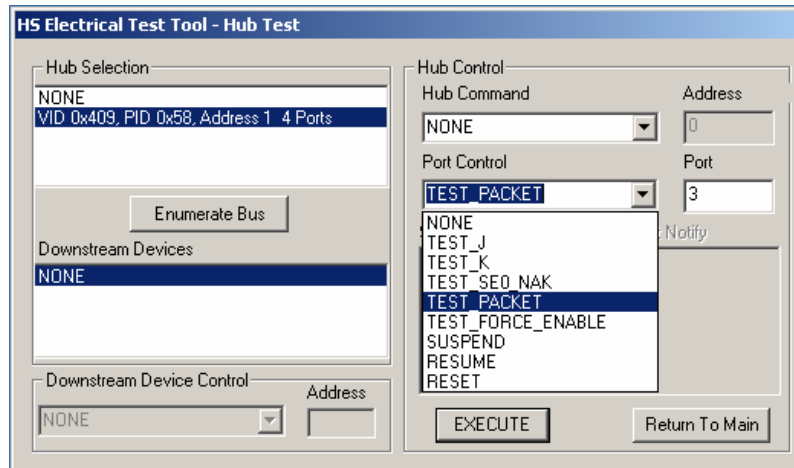 HS Electrical Test Tool - Hub Test
Hub Selection
NONE
VID 0x409, PID 0x58, Address 1 4 Ports
Enumerate Bus
Downstream Devices
NONE
Downstream Device Control
Address
NONE
Hub Control
Hub Command
Address
NONE
0
Port Control
Port
TEST_PACKET
3
NONE
TEST_J
TEST_K
TEST_SE0_NAK
TEST_PACKET
TEST_FORCE_ENABLE
SUSPEND
RESUME
RESET
Notify
EXECUTE
Return To Main